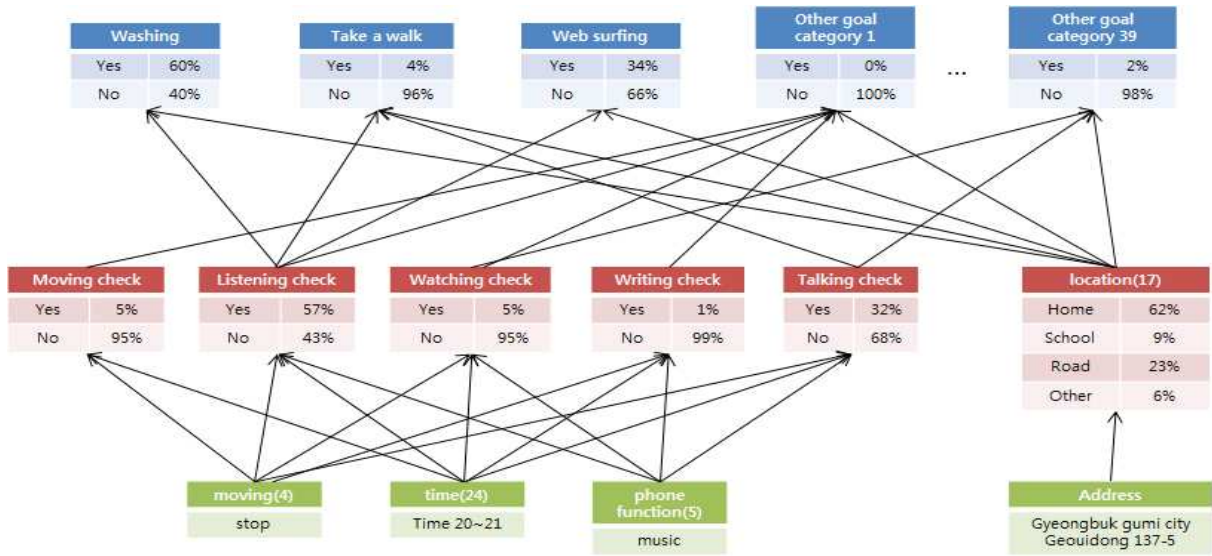 Washing
Yes 60%
No 40%
Take a walk
Yes 4%
No 96%
Web surfing
Yes 34%
No 66%
Other goal
category 1
Yes 0%
No 100%
...
Other goal
category 39
Yes 2%
No 98%
Moving check
Yes 5%
No 95%
Listening check
Yes 57%
No 43%
Watching check
Yes 5%
No 95%
Writing check
Yes 1%
No 99%
Talking check
Yes 32%
No 68%
location(17)
Home 62%
School 9%
Road 23%
Other 6%
moving(4)
stop
time(24)
Time 20~21
phone
function(5)
music
Address
Gyeongbuk gumi city
Geouidong 137-5